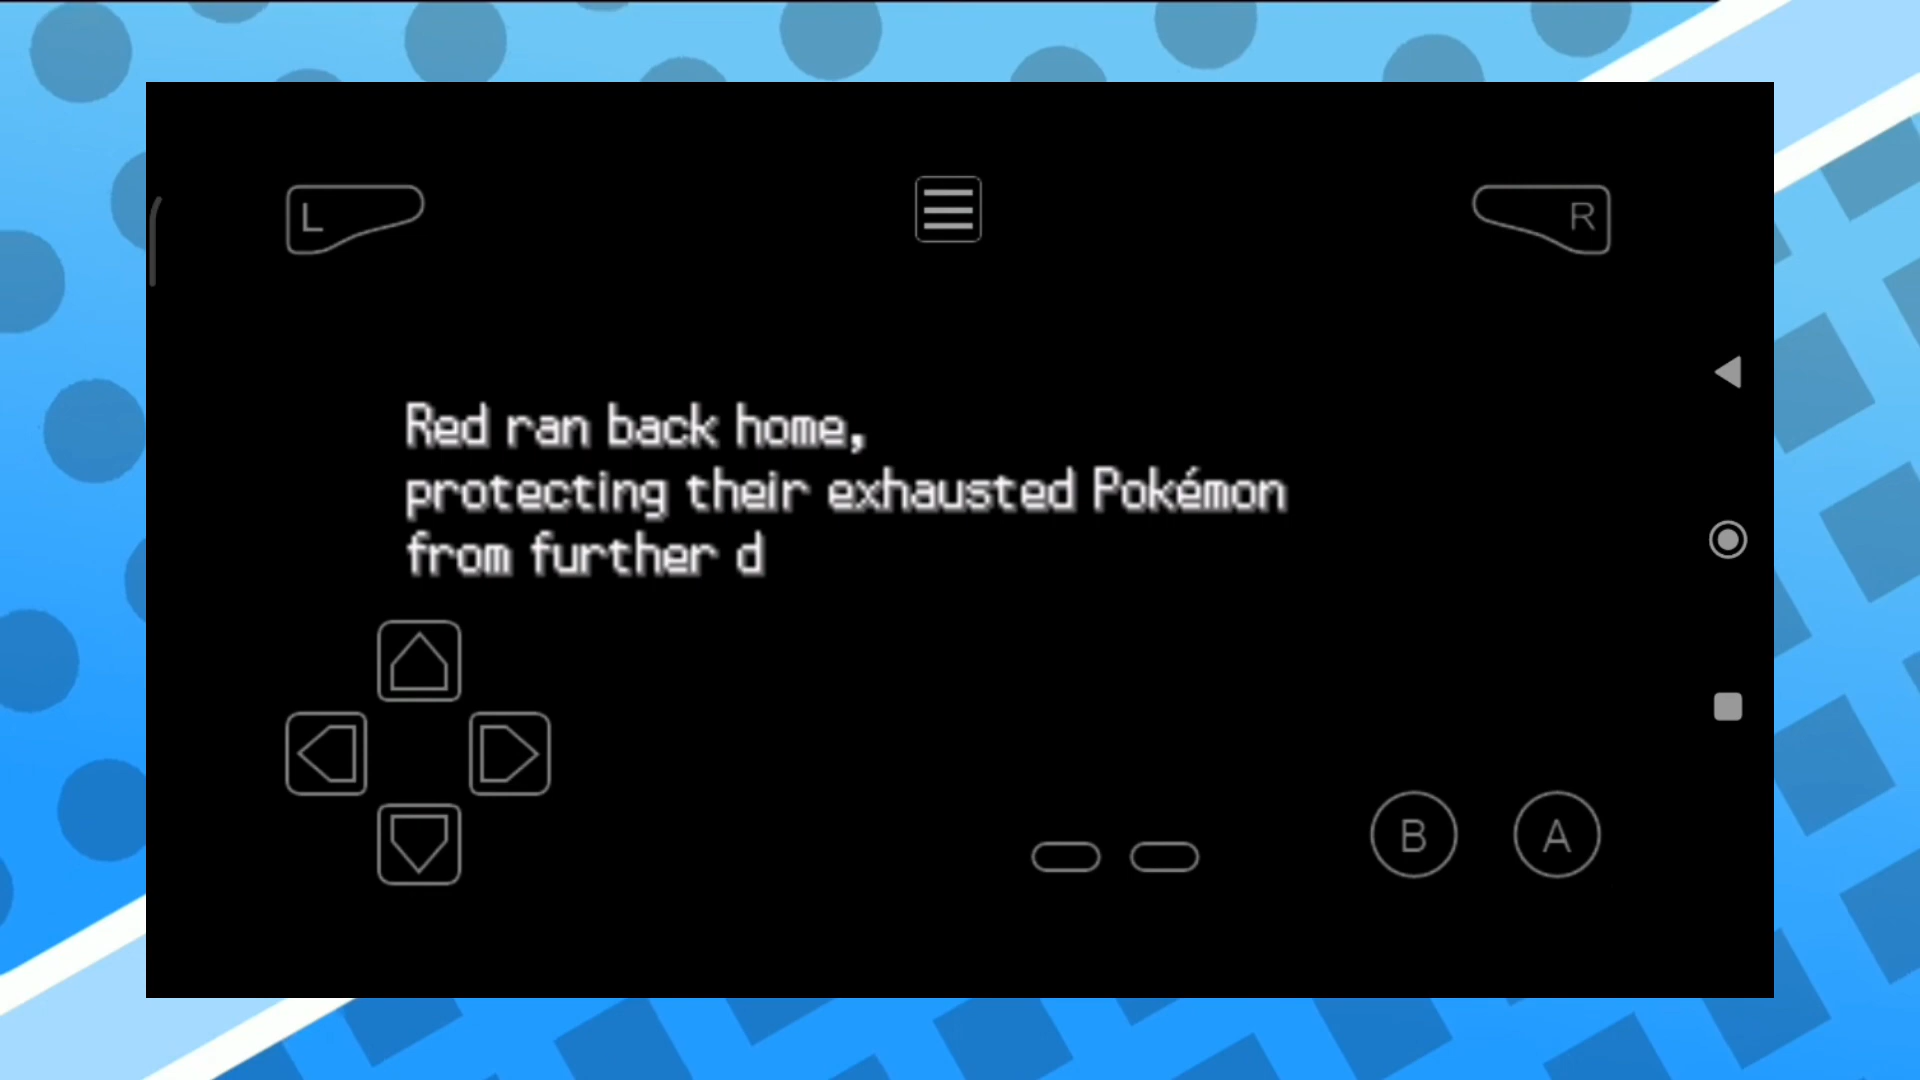 L
R
Red ran back home,
protecting their exhausted Pokémon
from further d
B
A